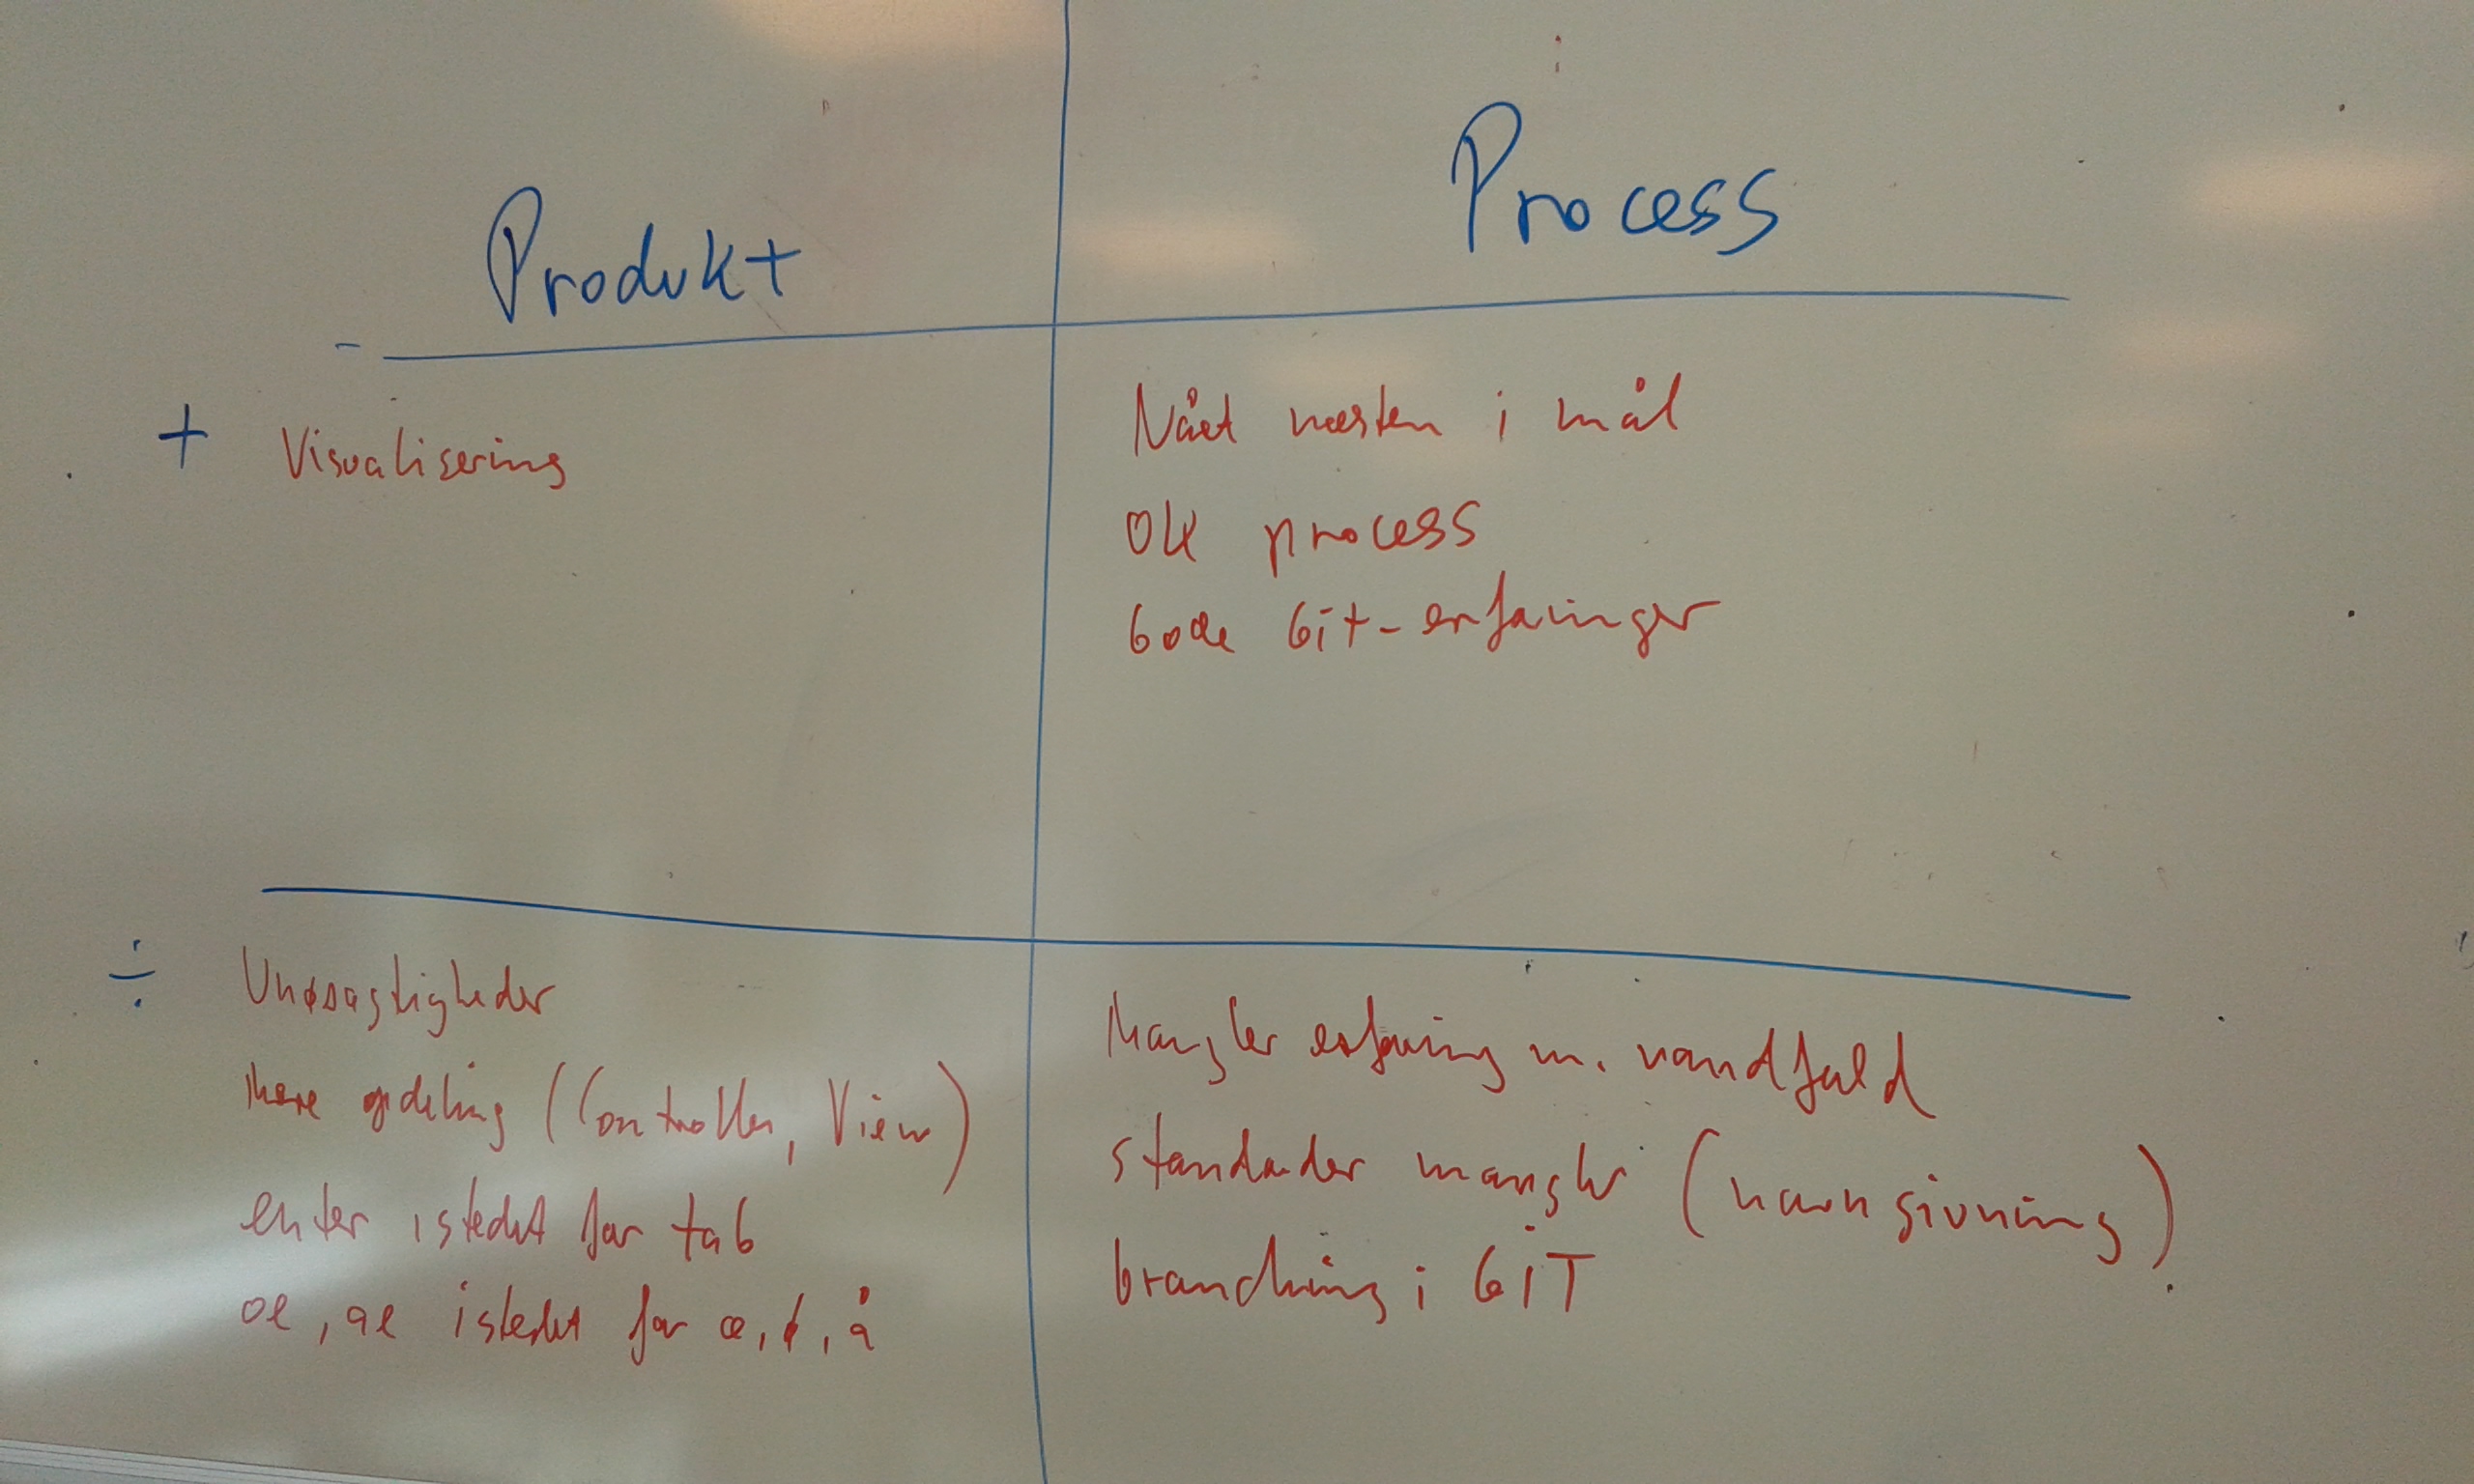 Produkt
Process
+ Visualisering
Nået næsten i mål
OK process
Gode Git-erfaringer
÷ Unøjagtigheder
Mere opdeling (Controller, View)
enter istedet for tab
oe, ae istedet for æ, ø, å
Mangler erfaring m. vandfald
standarder mangler (navngivning)
branching i GIT